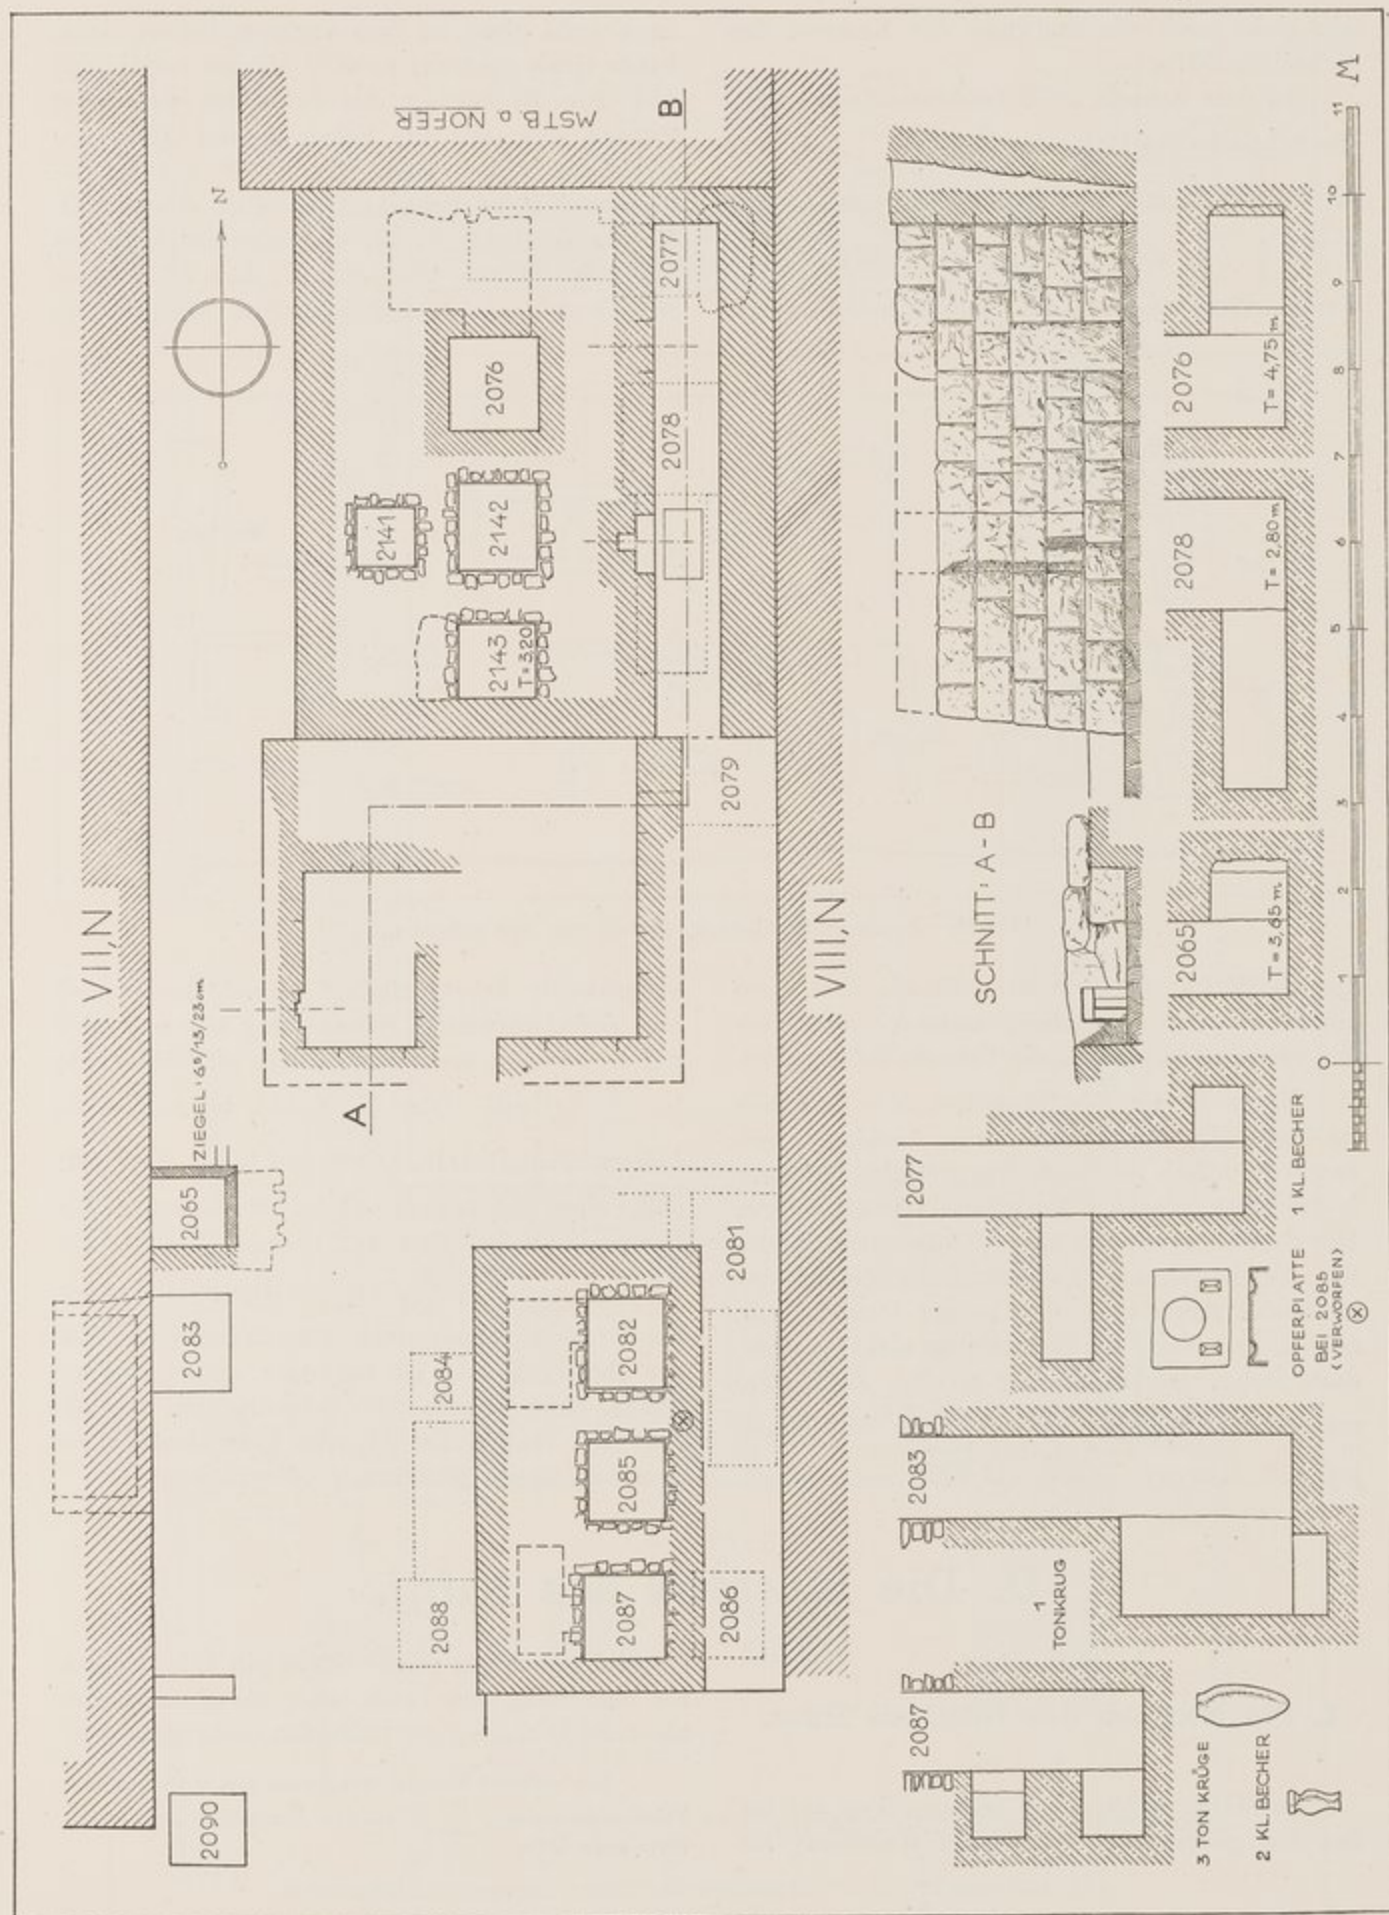 VII,N
VIII,N
MSTB. d. NOFER
N
A
B
ZIEGEL: 6⁵/13/23 cm
2141
2142
2143
T = 3.20
2076
2077
2078
2079
2065
2083
2081
2082
2084
2085
2086
2087
2088
2090
SCHNITT: A-B
2076
T = 4,75 m
2078
T = 2,80 m
2065
T = 3,65 m
2077
1 KL. BECHER
OPFERPLATTE
BEI 2085
(VERWORFEN)
2083
1
TONKRUG
2087
3 TON KRÜGE
2 KL. BECHER
0 1 2 3 4 5 6 7 8 9 10 11 M